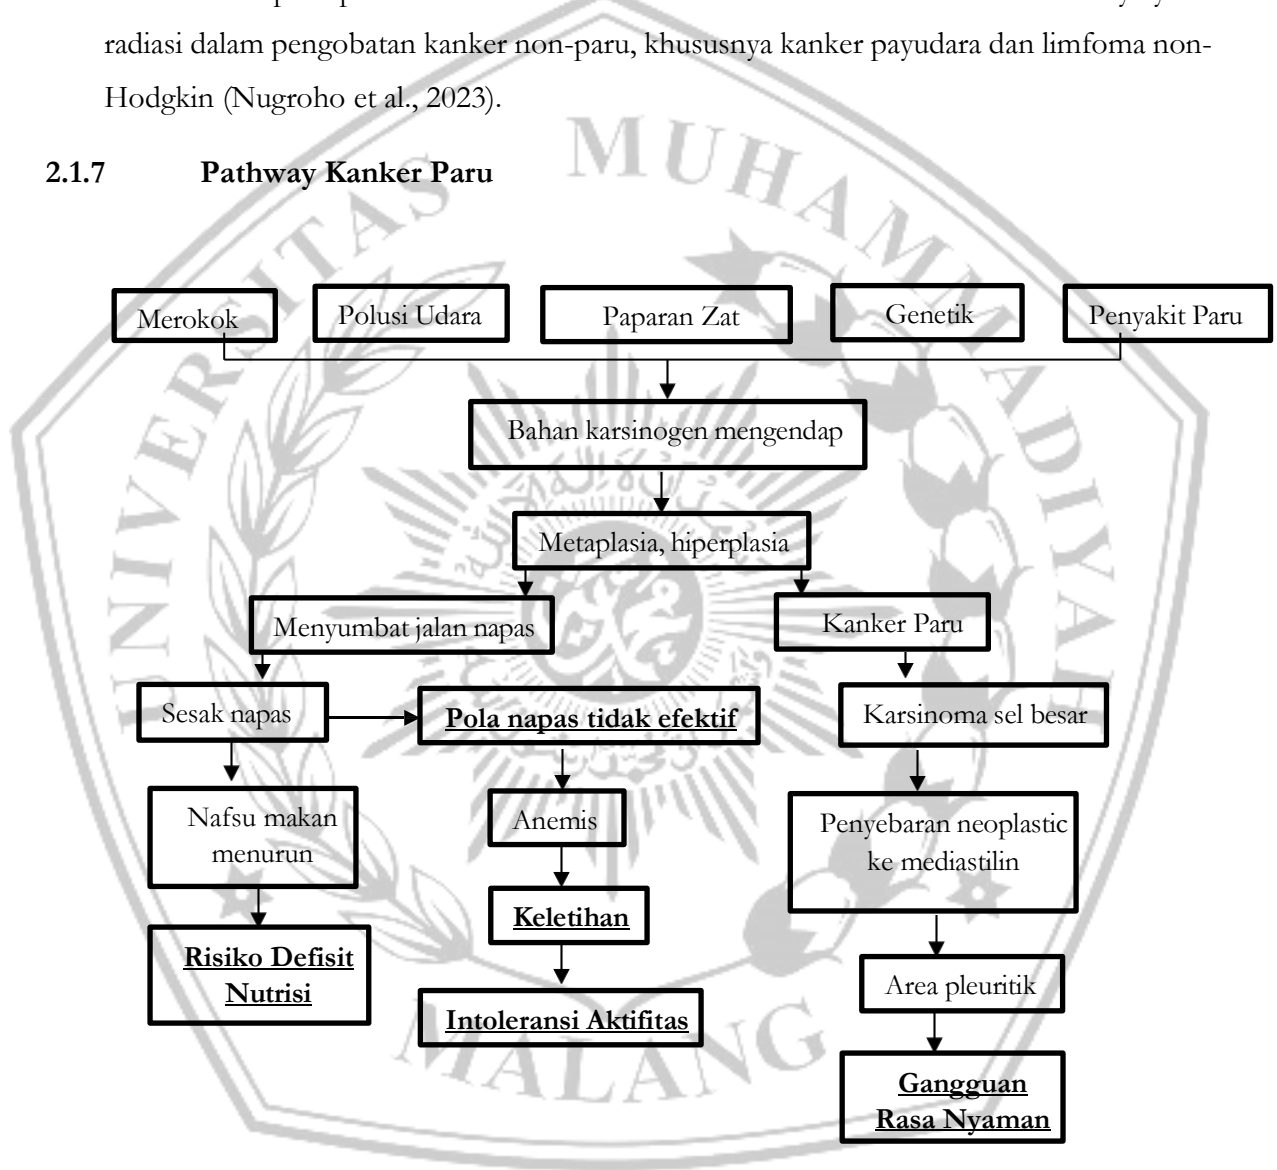 radiasi dalam pengobatan kanker non-paru, khususnya kanker payudara dan limfoma non-
Hodgkin (Nugroho et al., 2023).
2.1.7 Pathway Kanker Paru
Merokok
Polusi Udara
Paparan Zat
Genetik
Penyakit Paru
Bahan karsinogen mengendap
Metaplasia, hiperplasia
Menyumbat jalan napas
Kanker Paru
Sesak napas
Pola napas tidak efektif
Karsinoma sel besar
Nafsu makan
menurun
Anemis
Penyebaran neoplastic
ke mediastilin
Keletihan
Risiko Defisit
Nutrisi
Area pleuritik
Intoleransi Aktifitas
Gangguan
Rasa Nyaman
UNIVERSITAS MUHAMMADIYAH
MALANG